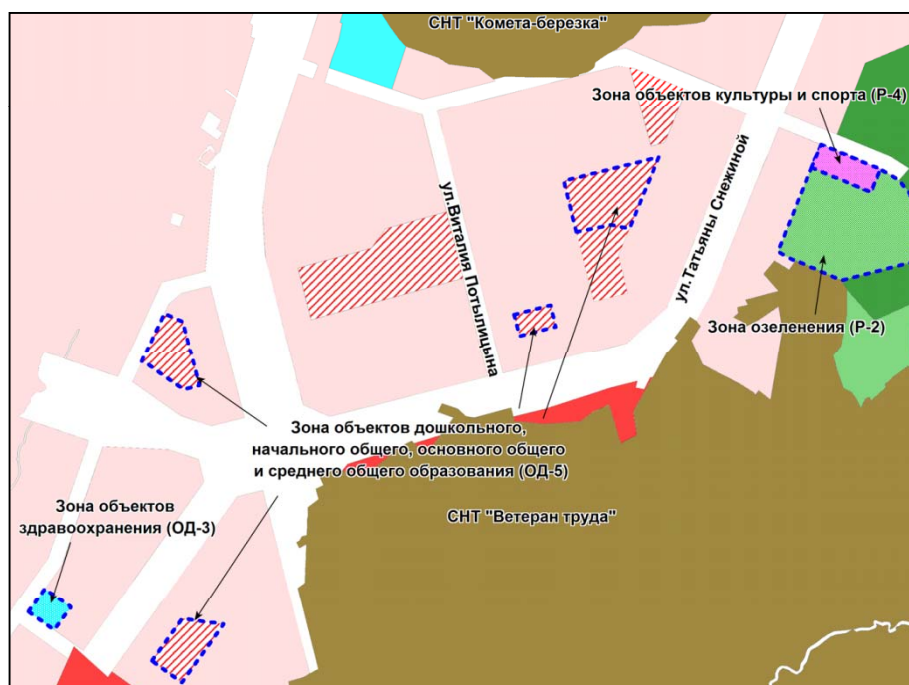 СНТ "Комета-березка"
Зона объектов культуры и спорта (Р-4)
ул.Виталия Потылицына
ул.Татьяны Снежиной
Зона озеленения (Р-2)
Зона объектов дошкольного,
начального общего, основного общего
и среднего общего образования (ОД-5)
Зона объектов
здравоохранения (ОД-3)
СНТ "Ветеран труда"